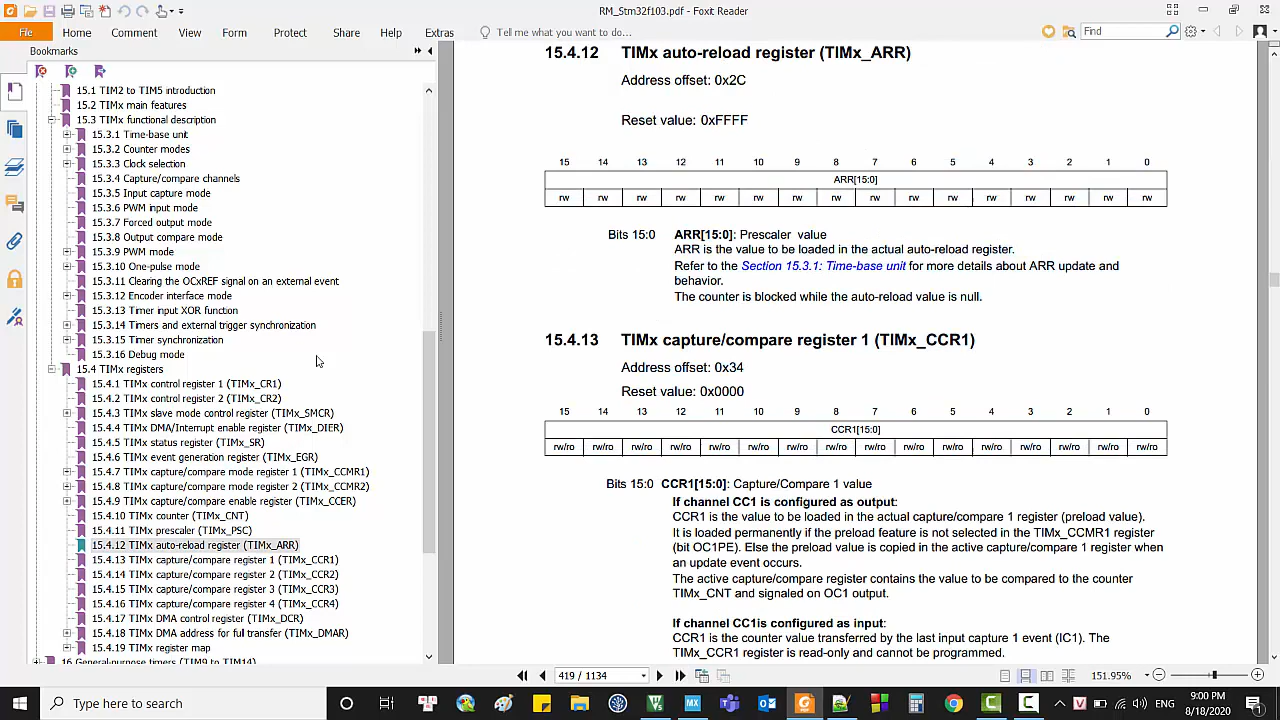 RM_Stm32f103.pdf - Foxit Reader
File Home Comment View Form Protect Share Help Extras Tell me what you want to do... Find
Bookmarks
15.1 TIM2 to TIM5 introduction
15.2 TIMx main features
15.3 TIMx functional description
15.3.1 Time-base unit
15.3.2 Counter modes
15.3.3 Clock selection
15.3.4 Capture/compare channels
15.3.5 Input capture mode
15.3.6 PWM input mode
15.3.7 Forced output mode
15.3.8 Output compare mode
15.3.9 PWM mode
15.3.10 One-pulse mode
15.3.11 Clearing the OCxREF signal on an external event
15.3.12 Encoder interface mode
15.3.13 Timer input XOR function
15.3.14 Timers and external trigger synchronization
15.3.15 Timer synchronization
15.3.16 Debug mode
15.4 TIMx registers
15.4.1 TIMx control register 1 (TIMx_CR1)
15.4.2 TIMx control register 2 (TIMx_CR2)
15.4.3 TIMx slave mode control register (TIMx_SMCR)
15.4.4 TIMx DMA/Interrupt enable register (TIMx_DIER)
15.4.5 TIMx status register (TIMx_SR)
15.4.6 TIMx event generation register (TIMx_EGR)
15.4.7 TIMx capture/compare mode register 1 (TIMx_CCMR1)
15.4.8 TIMx capture/compare mode register 2 (TIMx_CCMR2)
15.4.9 TIMx capture/compare enable register (TIMx_CCER)
15.4.10 TIMx counter (TIMx_CNT)
15.4.11 TIMx prescaler (TIMx_PSC)
15.4.12 TIMx auto-reload register (TIMx_ARR)
15.4.13 TIMx capture/compare register 1 (TIMx_CCR1)
15.4.14 TIMx capture/compare register 2 (TIMx_CCR2)
15.4.15 TIMx capture/compare register 3 (TIMx_CCR3)
15.4.16 TIMx capture/compare register 4 (TIMx_CCR4)
15.4.17 TIMx DMA control register (TIMx_DCR)
15.4.18 TIMx DMA address for full transfer (TIMx_DMAR)
15.4.19 TIMx register map
16 General-purpose timers (TIM9 to TIM14)
15.4.12 TIMx auto-reload register (TIMx_ARR)
Address offset: 0x2C
Reset value: 0xFFFF
15 14 13 12 11 10 9 8 7 6 5 4 3 2 1 0
ARR[15:0]
rw rw rw rw rw rw rw rw rw rw rw rw rw rw rw rw
Bits 15:0 ARR[15:0]: Prescaler value
ARR is the value to be loaded in the actual auto-reload register.
Refer to the Section 15.3.1: Time-base unit for more details about ARR update and
behavior.
The counter is blocked while the auto-reload value is null.
15.4.13 TIMx capture/compare register 1 (TIMx_CCR1)
Address offset: 0x34
Reset value: 0x0000
15 14 13 12 11 10 9 8 7 6 5 4 3 2 1 0
CCR1[15:0]
rw/ro rw/ro rw/ro rw/ro rw/ro rw/ro rw/ro rw/ro rw/ro rw/ro rw/ro rw/ro rw/ro rw/ro rw/ro rw/ro
Bits 15:0 CCR1[15:0]: Capture/Compare 1 value
If channel CC1 is configured as output:
CCR1 is the value to be loaded in the actual capture/compare 1 register (preload value).
It is loaded permanently if the preload feature is not selected in the TIMx_CCMR1 register
(bit OC1PE). Else the preload value is copied in the active capture/compare 1 register when
an update event occurs.
The active capture/compare register contains the value to be compared to the counter
TIMx_CNT and signaled on OC1 output.
If channel CC1is configured as input:
CCR1 is the counter value transferred by the last input capture 1 event (IC1). The
TIMx_CCR1 register is read-only and cannot be programmed.
419 / 1134
151.95%
Type here to search
ENG
9:00 PM
8/18/2020